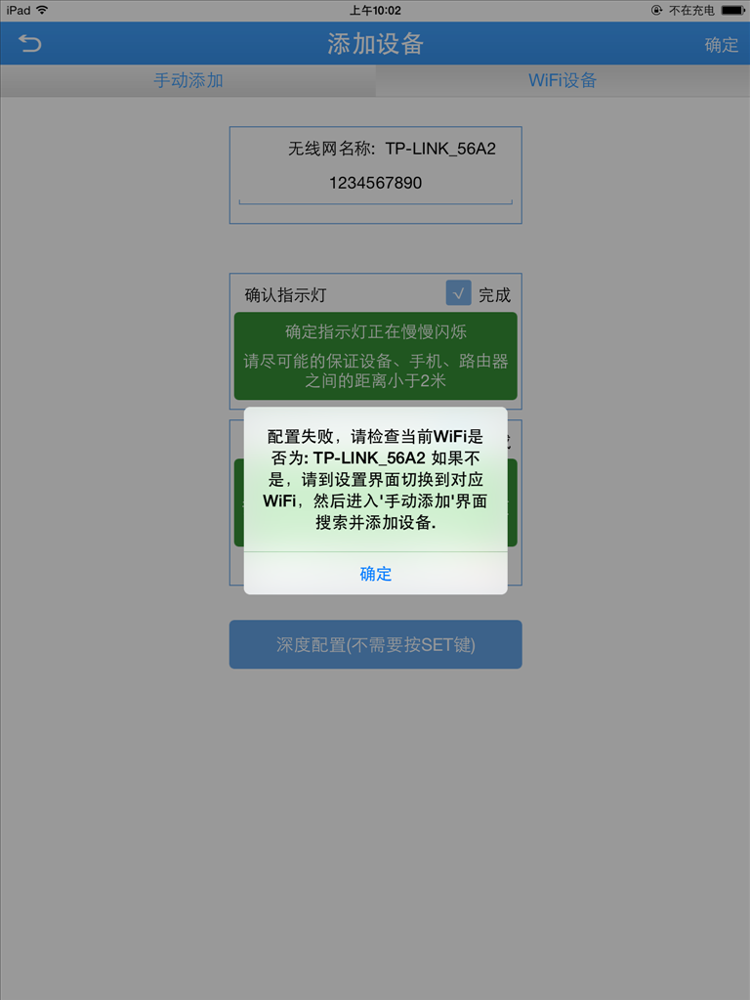 iPad 上午10:02 不在充电
添加设备 确定
手动添加 WiFi设备
无线网名称: TP-LINK_56A2
1234567890
确认指示灯 √ 完成
确定指示灯正在慢慢闪烁
请尽可能的保证设备、手机、路由器
之间的距离小于2米
配置失败，请检查当前WiFi是
否为: TP-LINK_56A2 如果不
是，请到设置界面切换到对应
WiFi，然后进入'手动添加'界面
搜索并添加设备.
确定
深度配置(不需要按SET键)